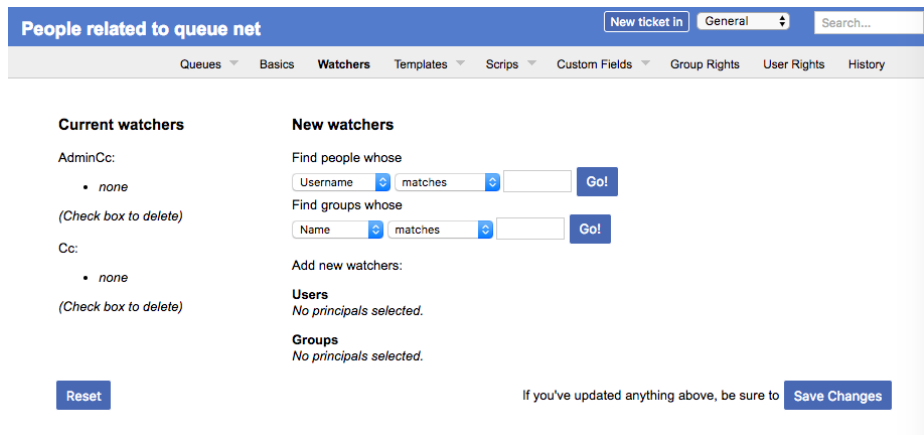 People related to queue net
New ticket in General Search...
Queues Basics Watchers Templates Scrips Custom Fields Group Rights User Rights History
Current watchers
AdminCc:
• none
(Check box to delete)
Cc:
• none
(Check box to delete)
New watchers
Find people whose
Username matches Go!
Find groups whose
Name matches Go!
Add new watchers:
Users
No principals selected.
Groups
No principals selected.
Reset
If you've updated anything above, be sure to Save Changes